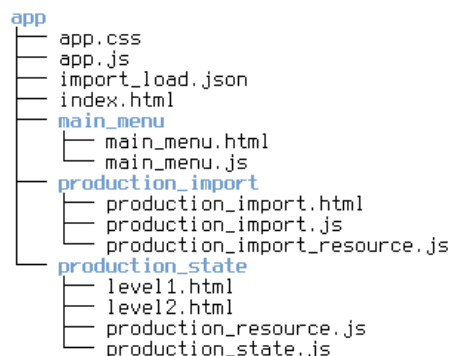 app
app.css
app.js
import_load.json
index.html
main_menu
main_menu.html
main_menu.js
production_import
production_import.html
production_import.js
production_import_resource.js
production_state
level1.html
level2.html
production_resource.js
production_state.js